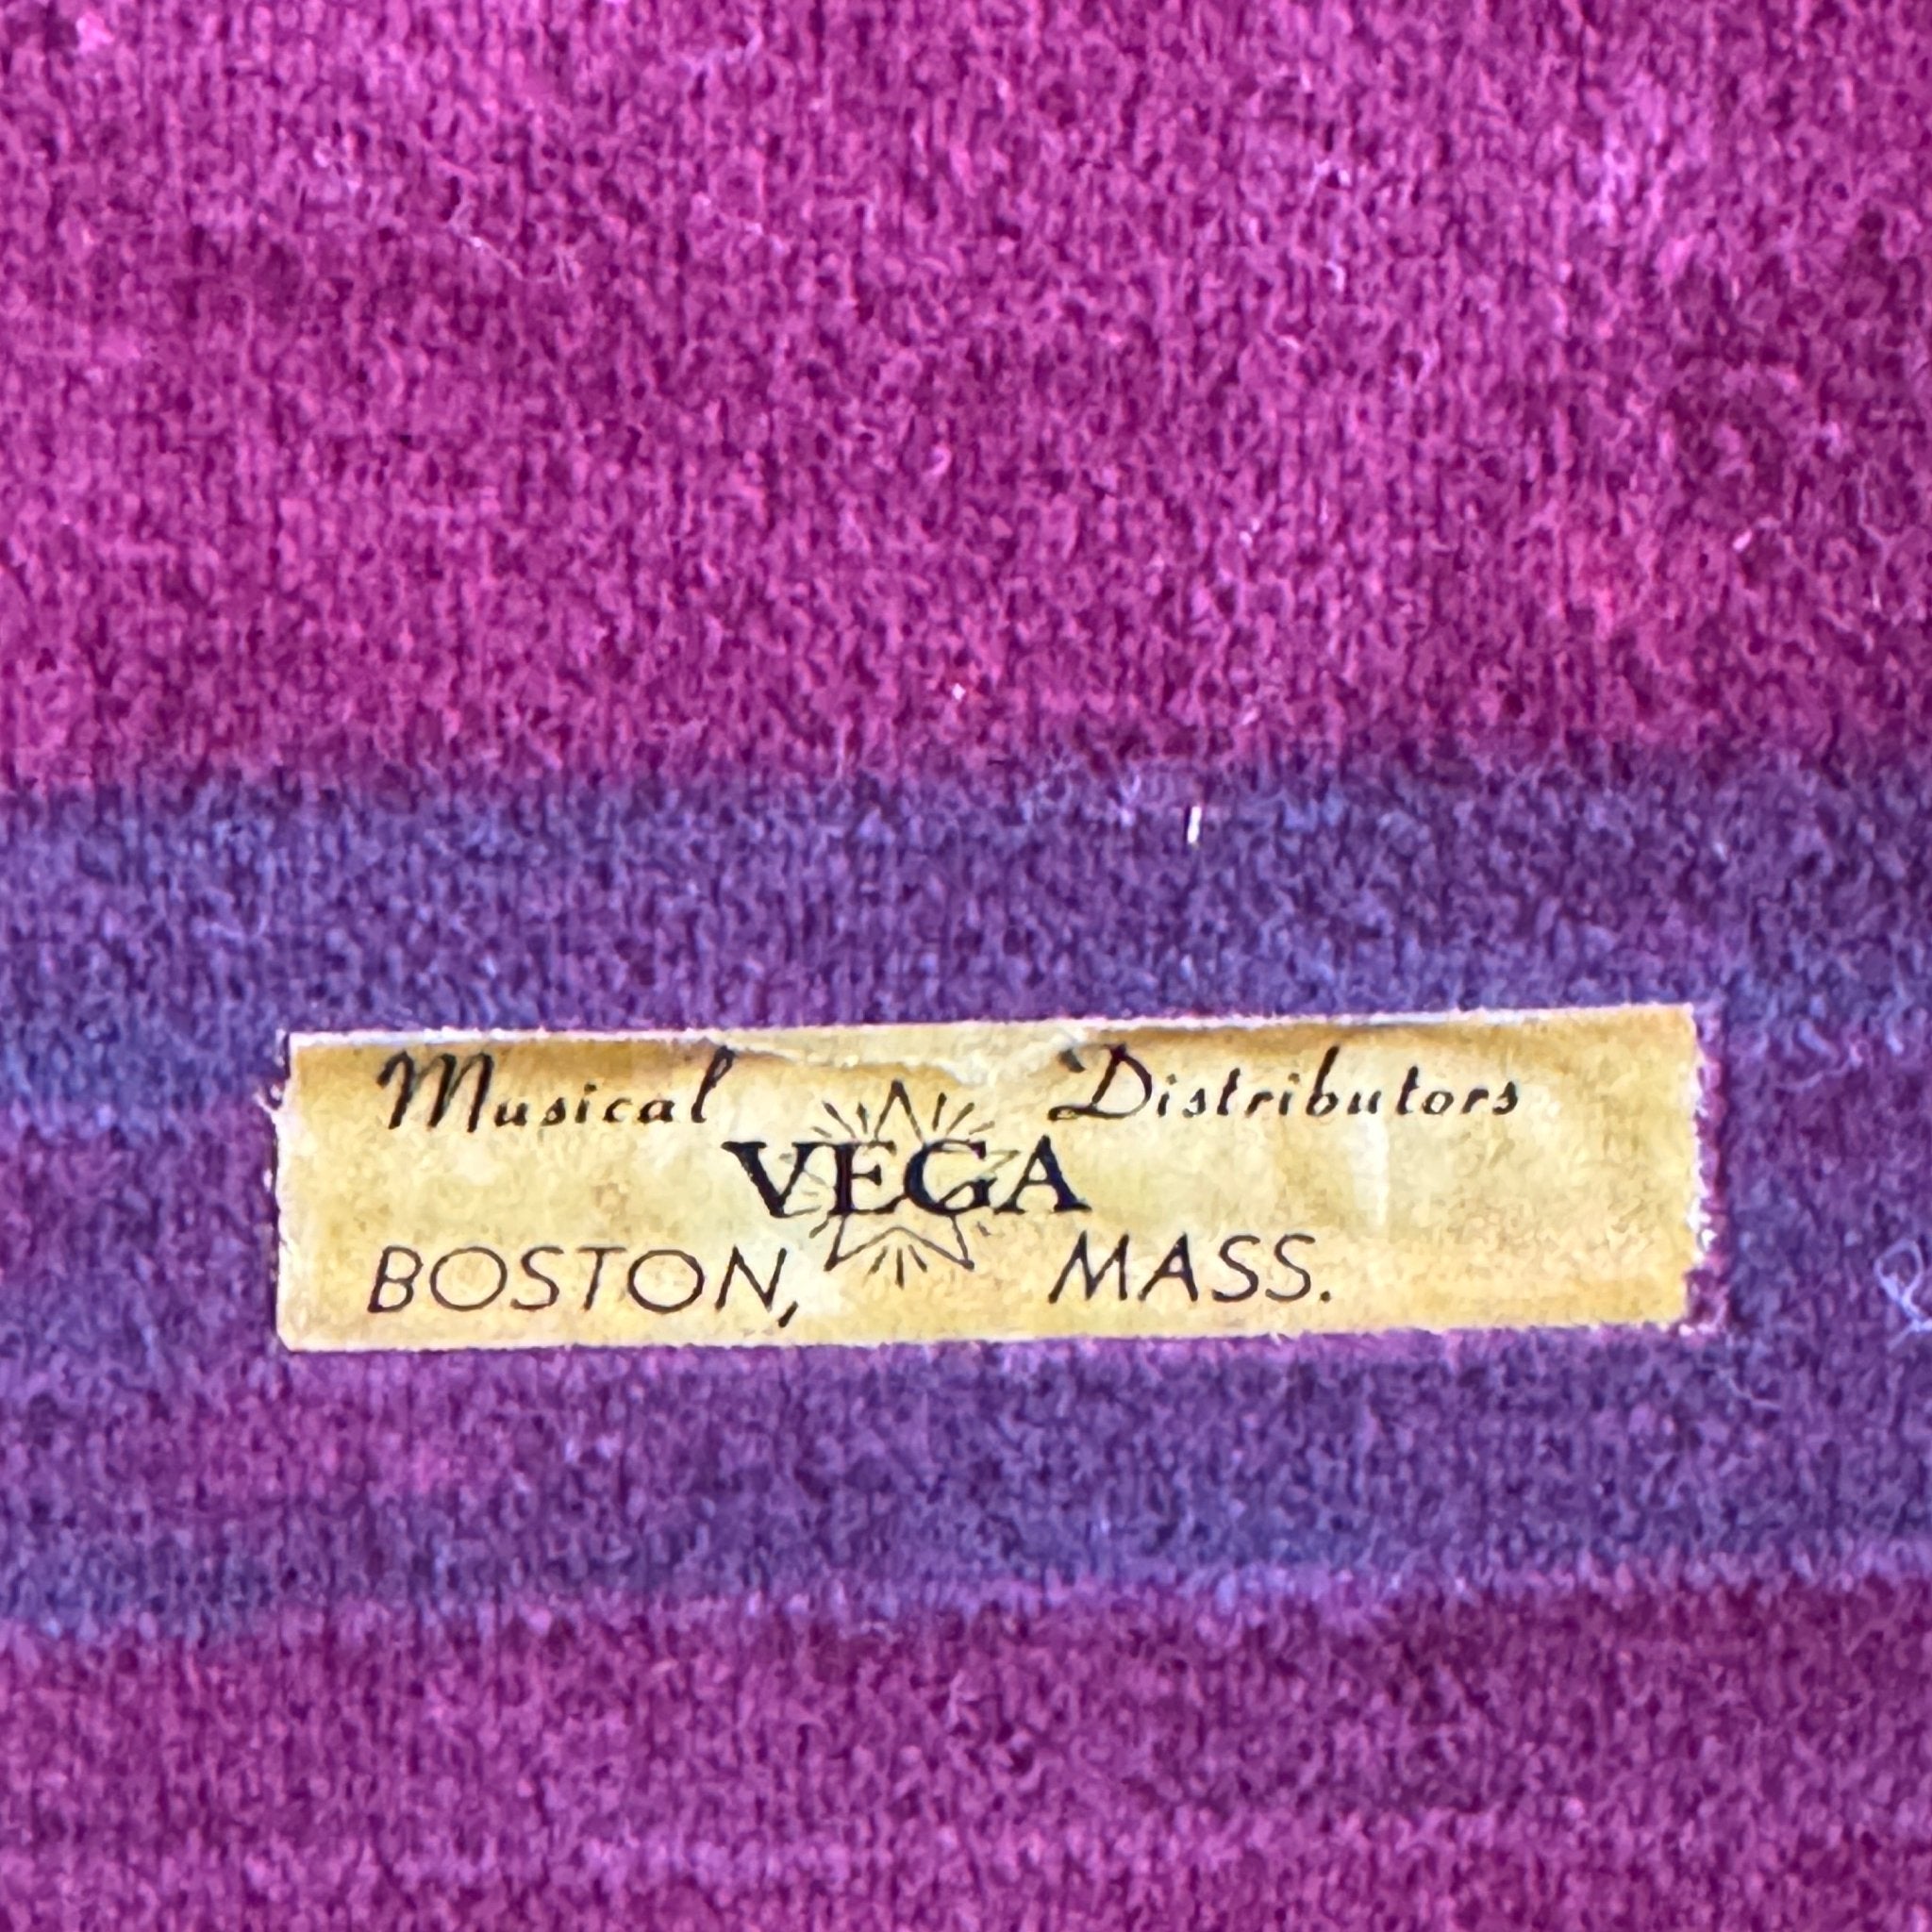 Musical Distributors
VEGA
BOSTON, MASS.